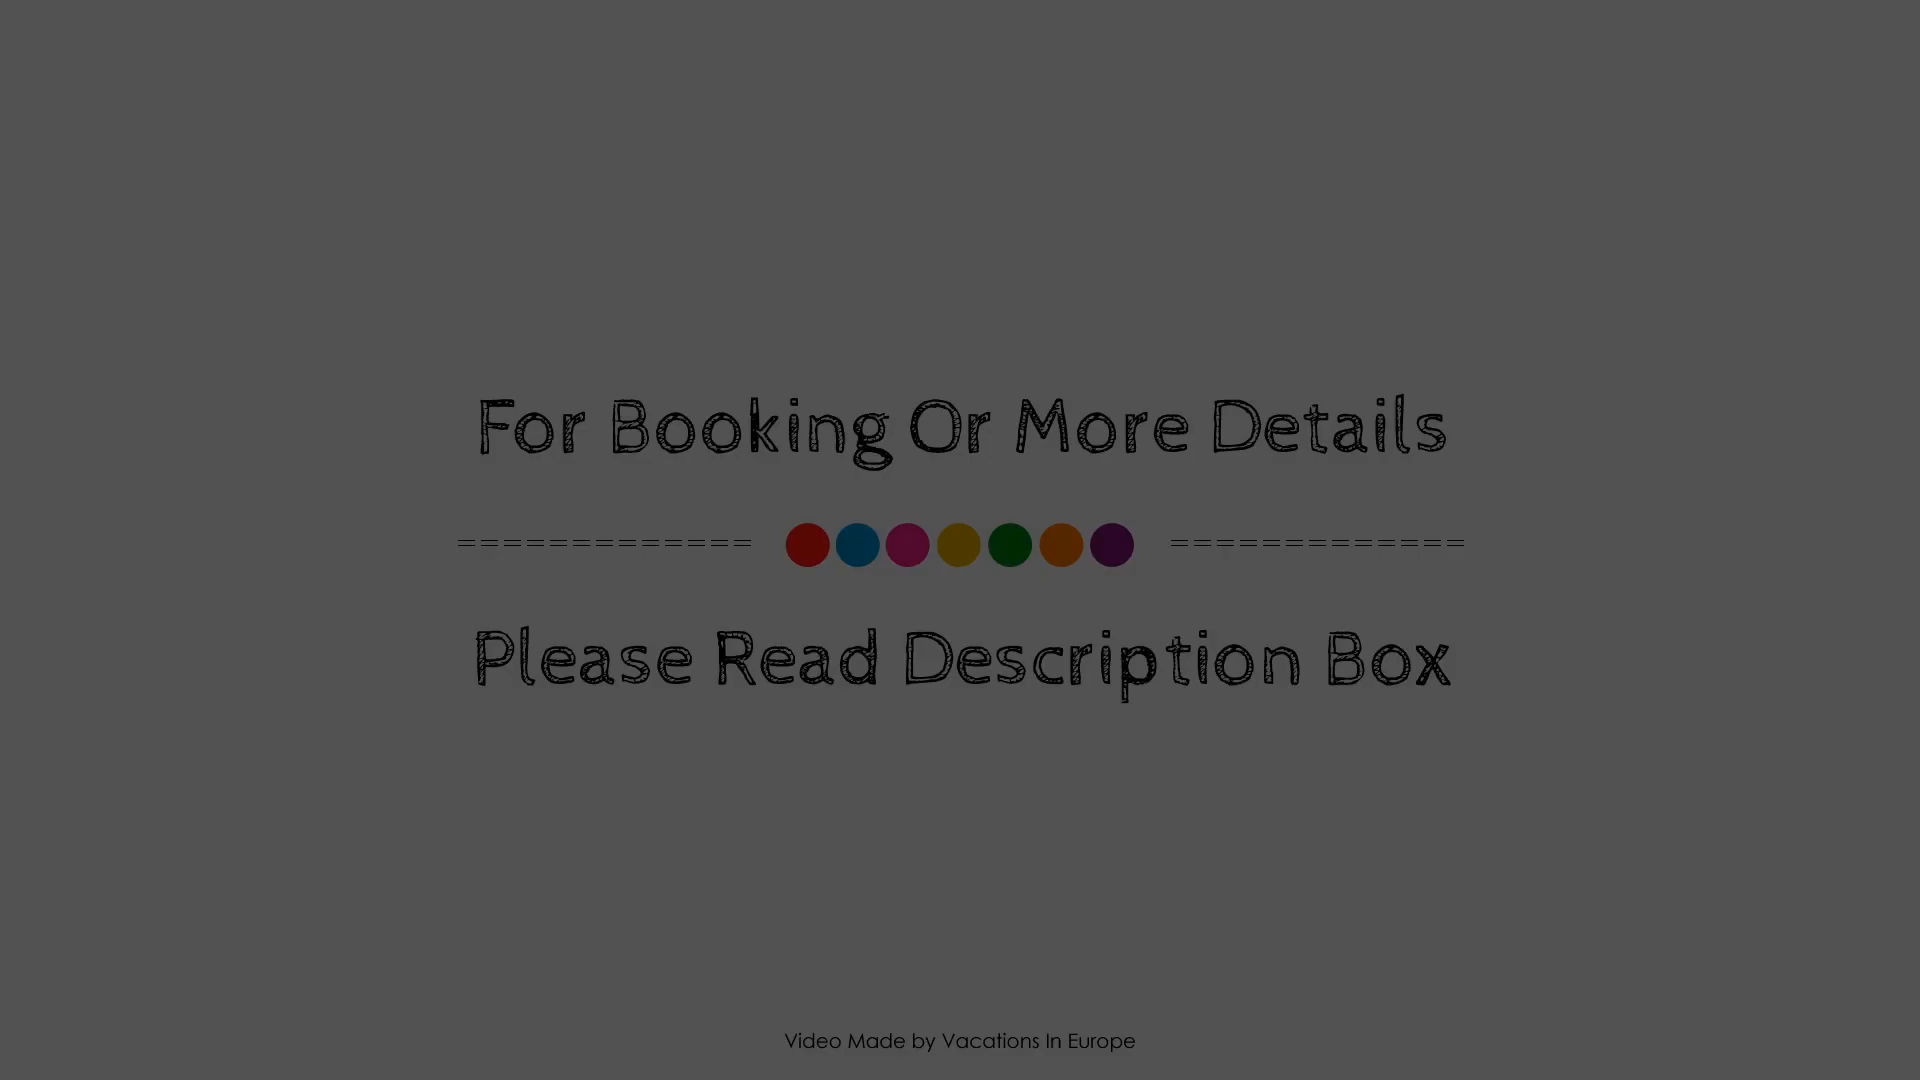 For Booking Or More Details
============= =============
Please Read Description Box
Video Made by Vacations In Europe